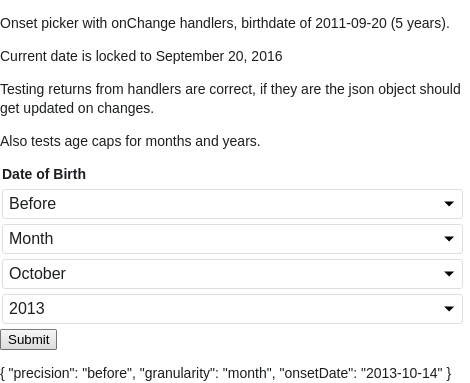 Onset picker with onChange handlers, birthdate of 2011-09-20 (5 years).
Current date is locked to September 20, 2016
Testing returns from handlers are correct, if they are the json object should
get updated on changes.
Also tests age caps for months and years.
Date of Birth
Before
Month
October
2013
Submit
{ "precision": "before", "granularity": "month", "onsetDate": "2013-10-14" }